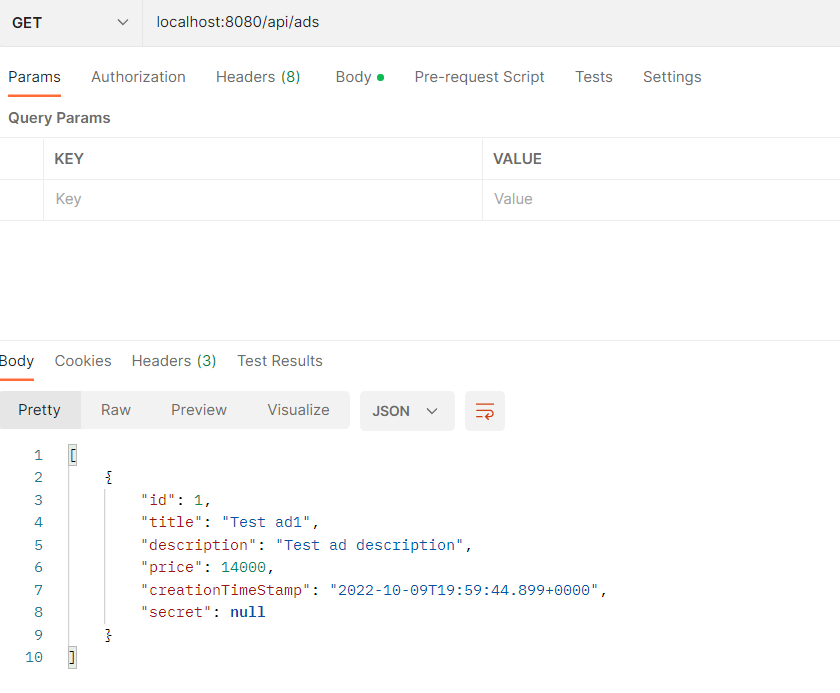 GET localhost:8080/api/ads
Params Authorization Headers (8) Body Pre-request Script Tests Settings
Query Params
KEY VALUE
Key Value
Body Cookies Headers (3) Test Results
Pretty Raw Preview Visualize JSON
1 [
2 {
3 "id": 1,
4 "title": "Test ad1",
5 "description": "Test ad description",
6 "price": 14000,
7 "creationTimeStamp": "2022-10-09T19:59:44.899+0000",
8 "secret": null
9 }
10 ]